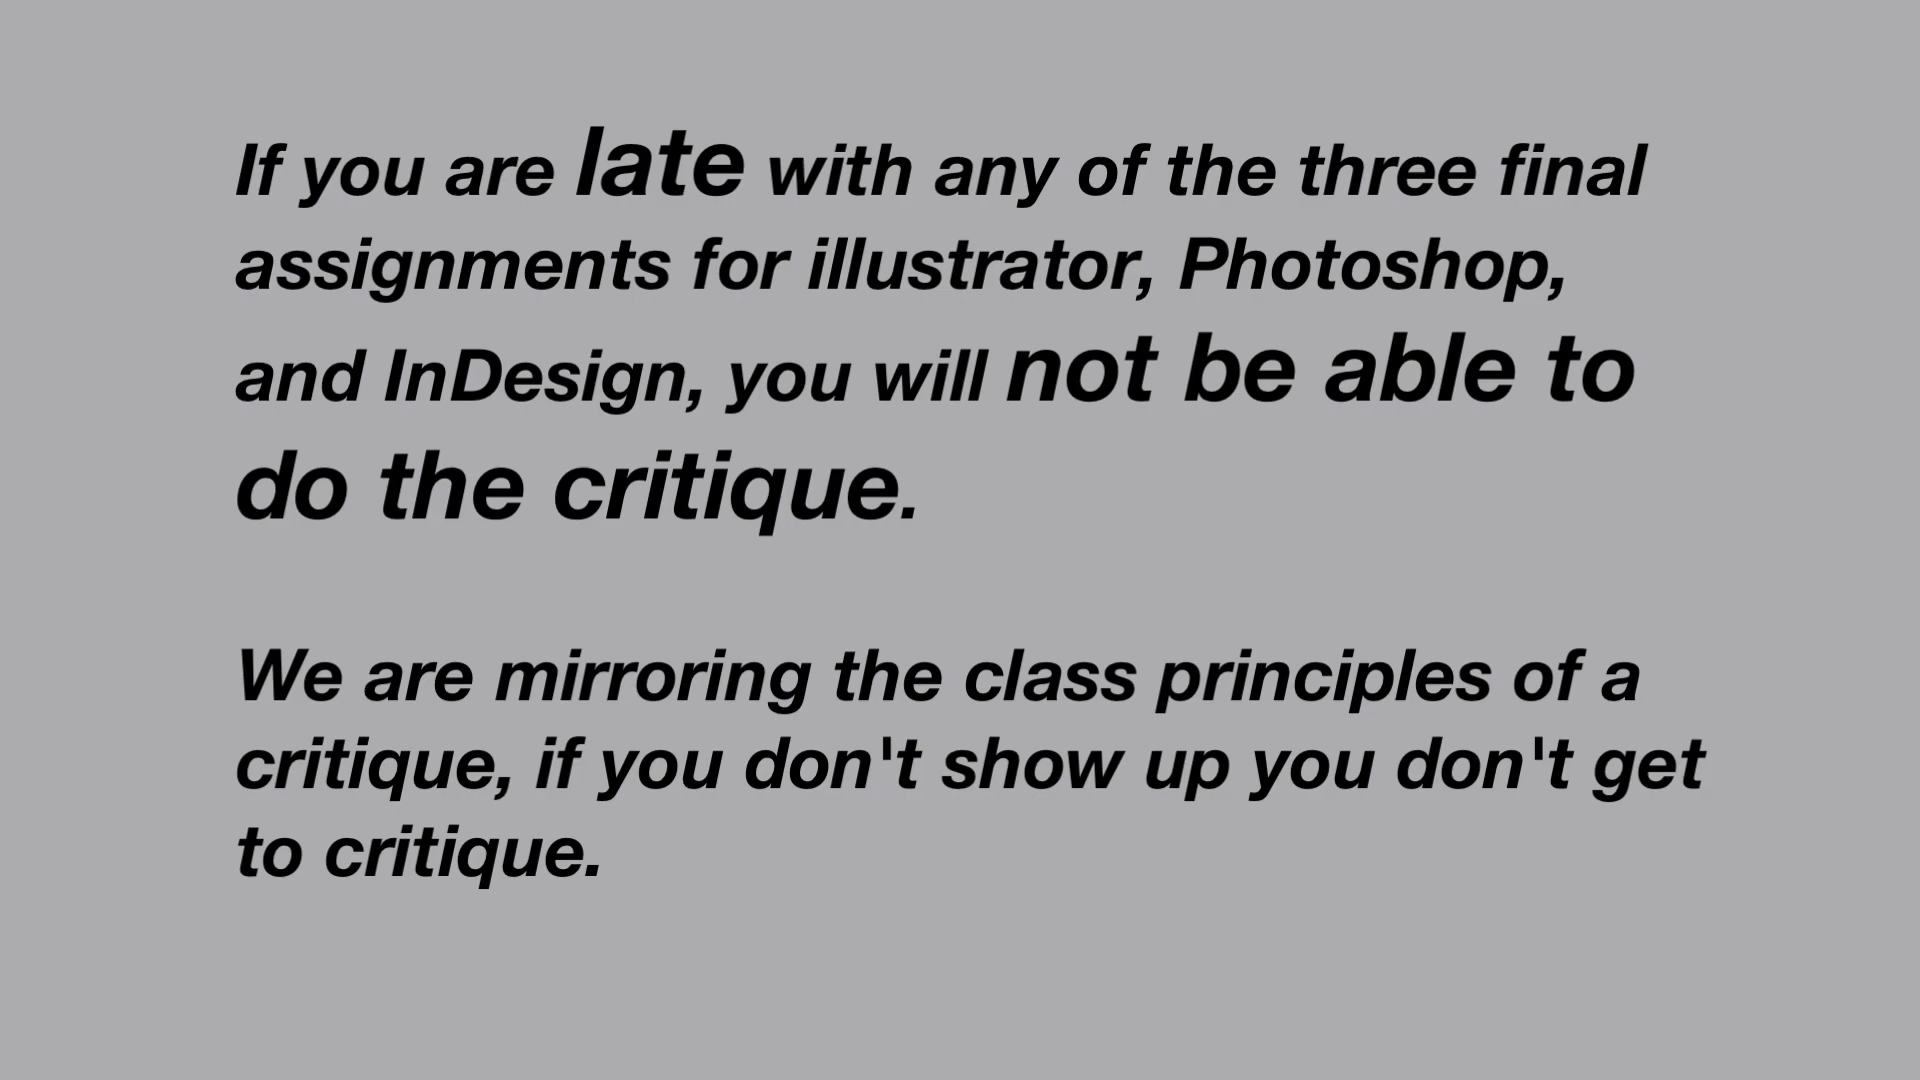 If you are late with any of the three final
assignments for illustrator, Photoshop,
and InDesign, you will not be able to
do the critique.
We are mirroring the class principles of a
critique, if you don't show up you don't get
to critique.